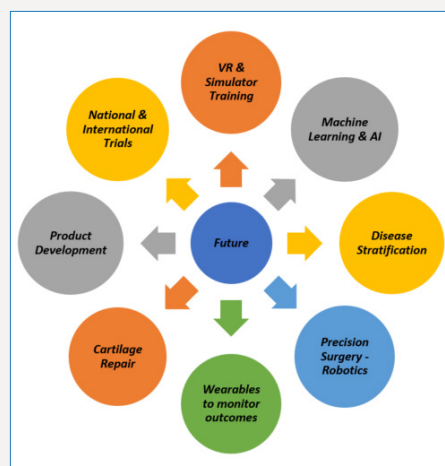 VR &
Simulator
Training
Machine
Learning & AI
Disease
Stratification
Precision
Surgery -
Robotics
Wearables
to monitor
outcomes
Cartilage
Repair
Product
Development
National &
International
Trials
Future